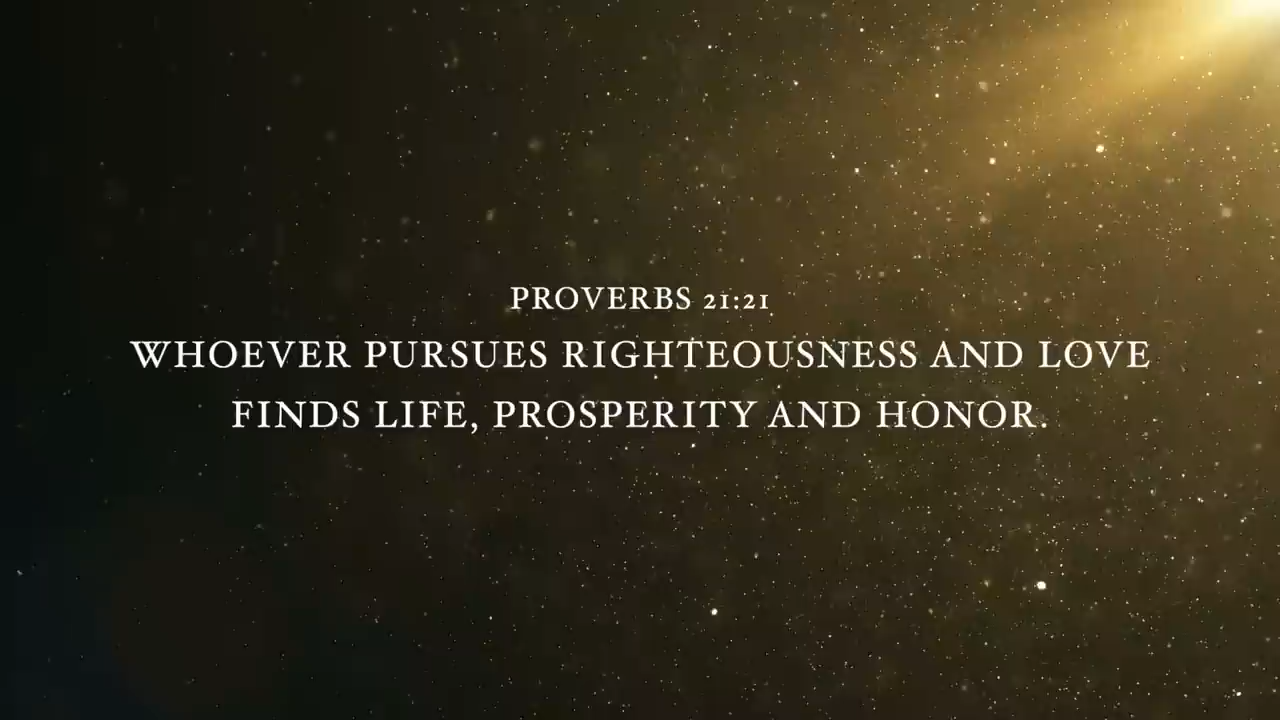 PROVERBS 21:21
WHOEVER PURSUES RIGHTEOUSNESS AND LOVE
FINDS LIFE, PROSPERITY AND HONOR.